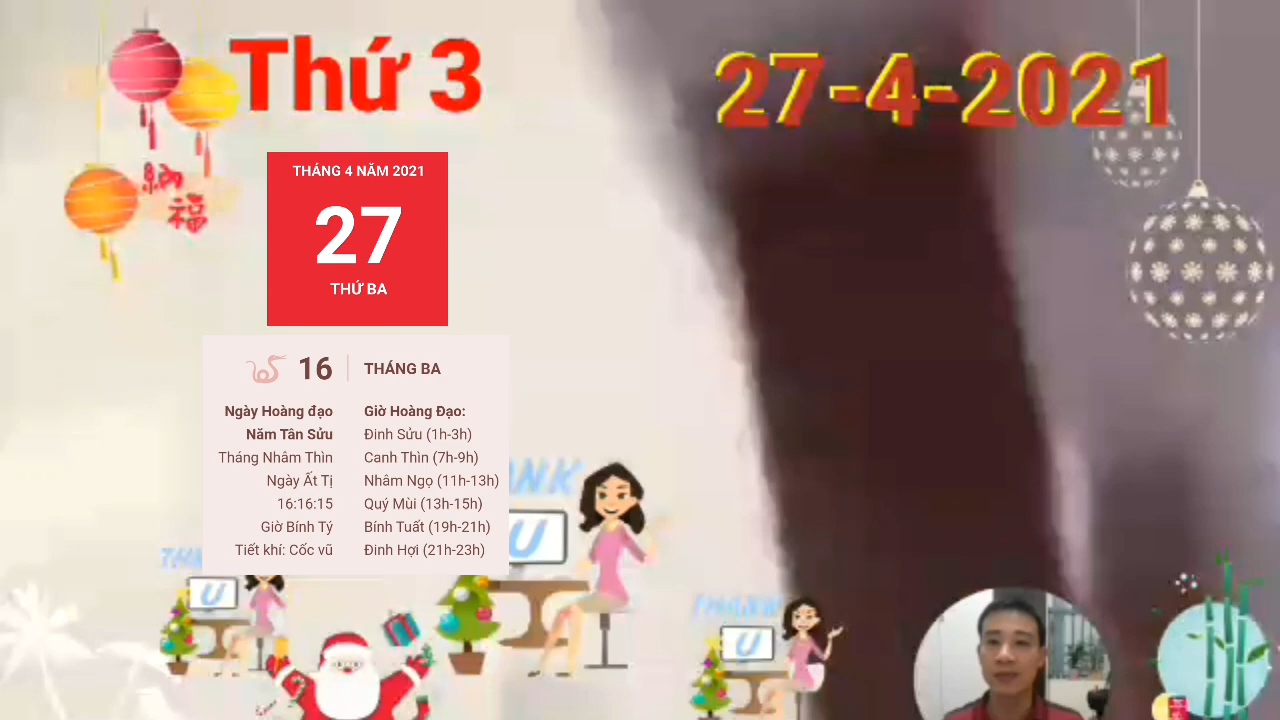 Thứ 3
27-4-2021
納
福
THÁNG 4 NĂM 2021
27
THỨ BA
16
THÁNG BA
Ngày Hoàng đạo
Năm Tân Sửu
Tháng Nhâm Thìn
Ngày Ất Tị
16:16:15
Giờ Bính Tý
Tiết khí: Cốc vũ
Giờ Hoàng Đạo:
Đinh Sửu (1h-3h)
Canh Thìn (7h-9h)
Nhâm Ngọ (11h-13h)
Quý Mùi (13h-15h)
Bính Tuất (19h-21h)
Đinh Hợi (21h-23h)
U
U
THANK
U